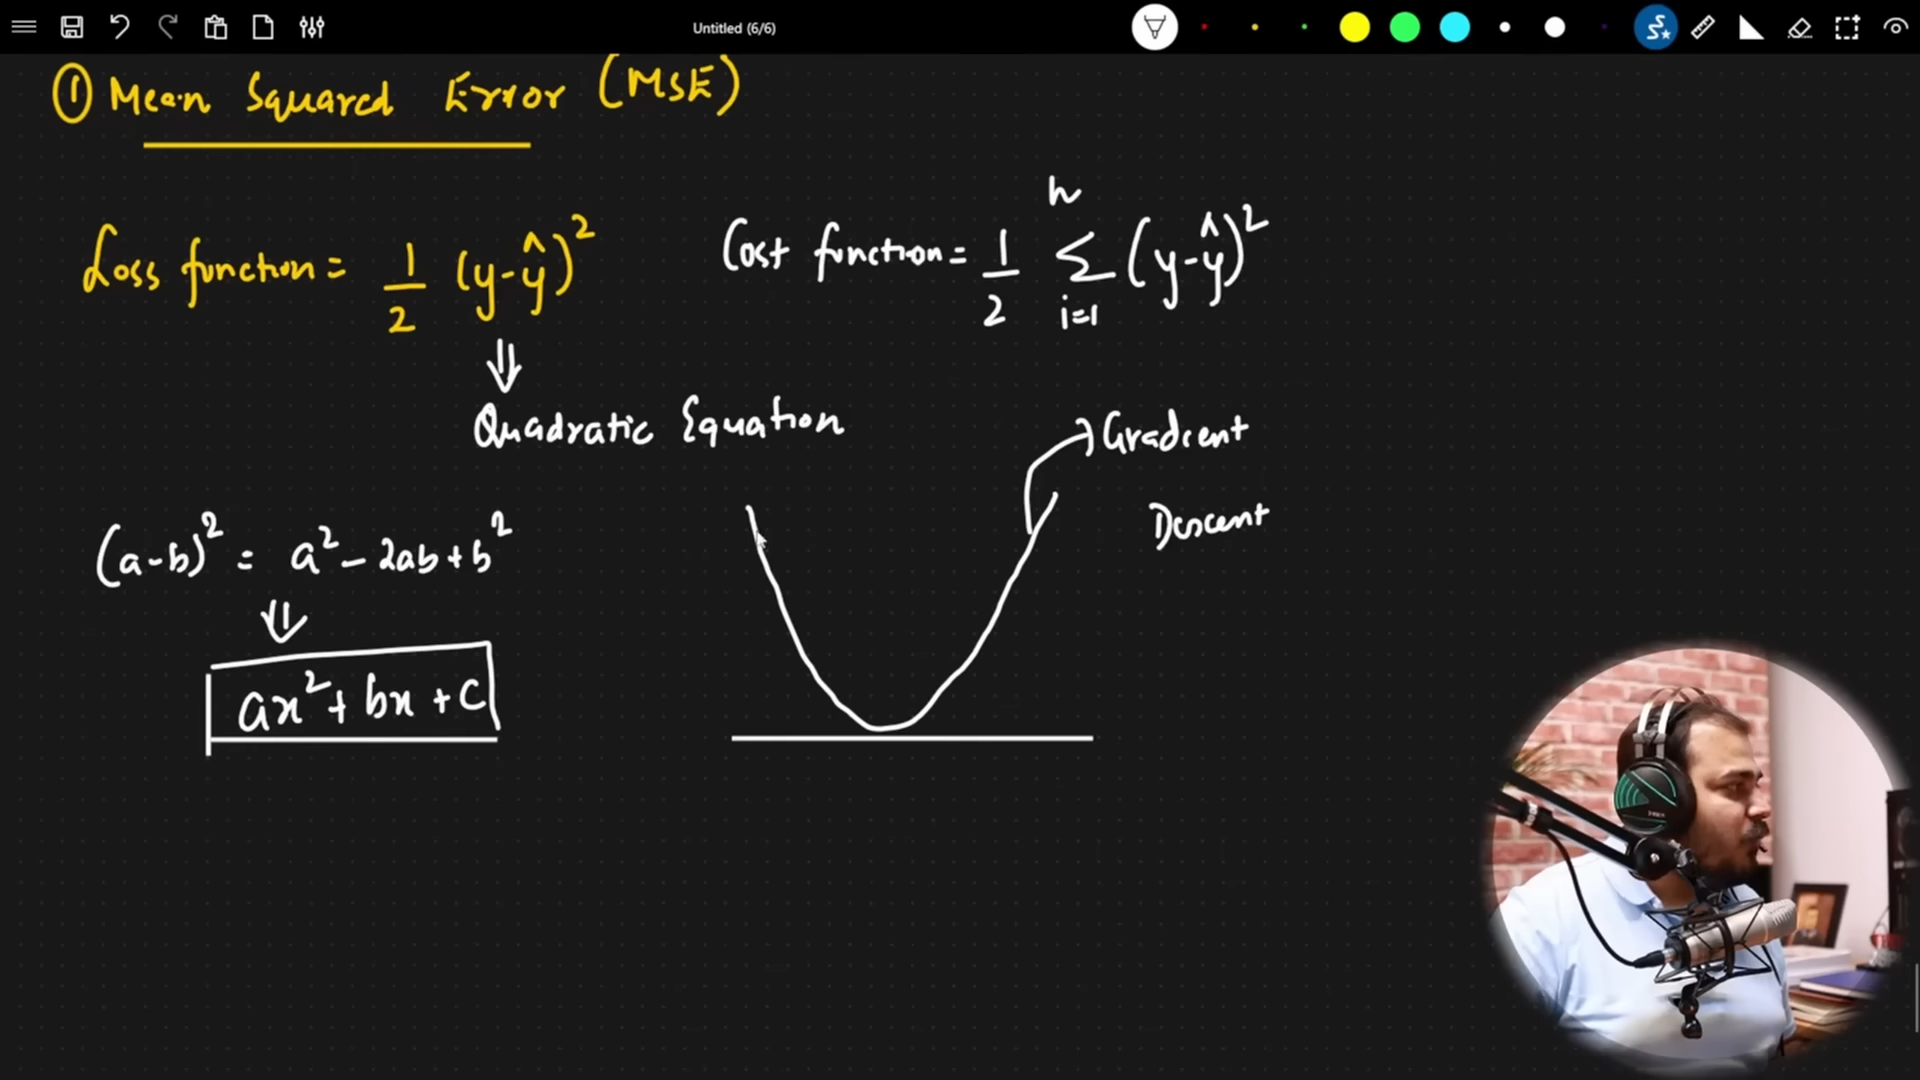 Untitled (6/6)
① Mean Squared Error (MSE)
Loss function = 1/2 (y-ŷ)²
Cost function = 1/2 n Σ i=1 (y-ŷ)²
⇓
Quadratic Equation
→ Gradient
Descent
(a-b)² = a² - 2ab + b²
⇓
ax² + bx + c